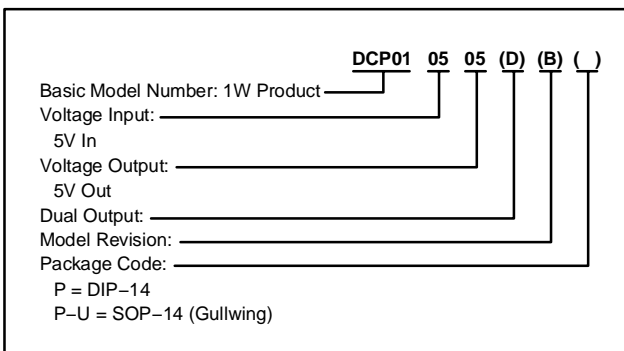 DCP01 05 05 (D) (B) ( )
Basic Model Number: 1W Product
Voltage Input:
5V In
Voltage Output:
5V Out
Dual Output:
Model Revision:
Package Code:
P = DIP−14
P−U = SOP−14 (Gullwing)